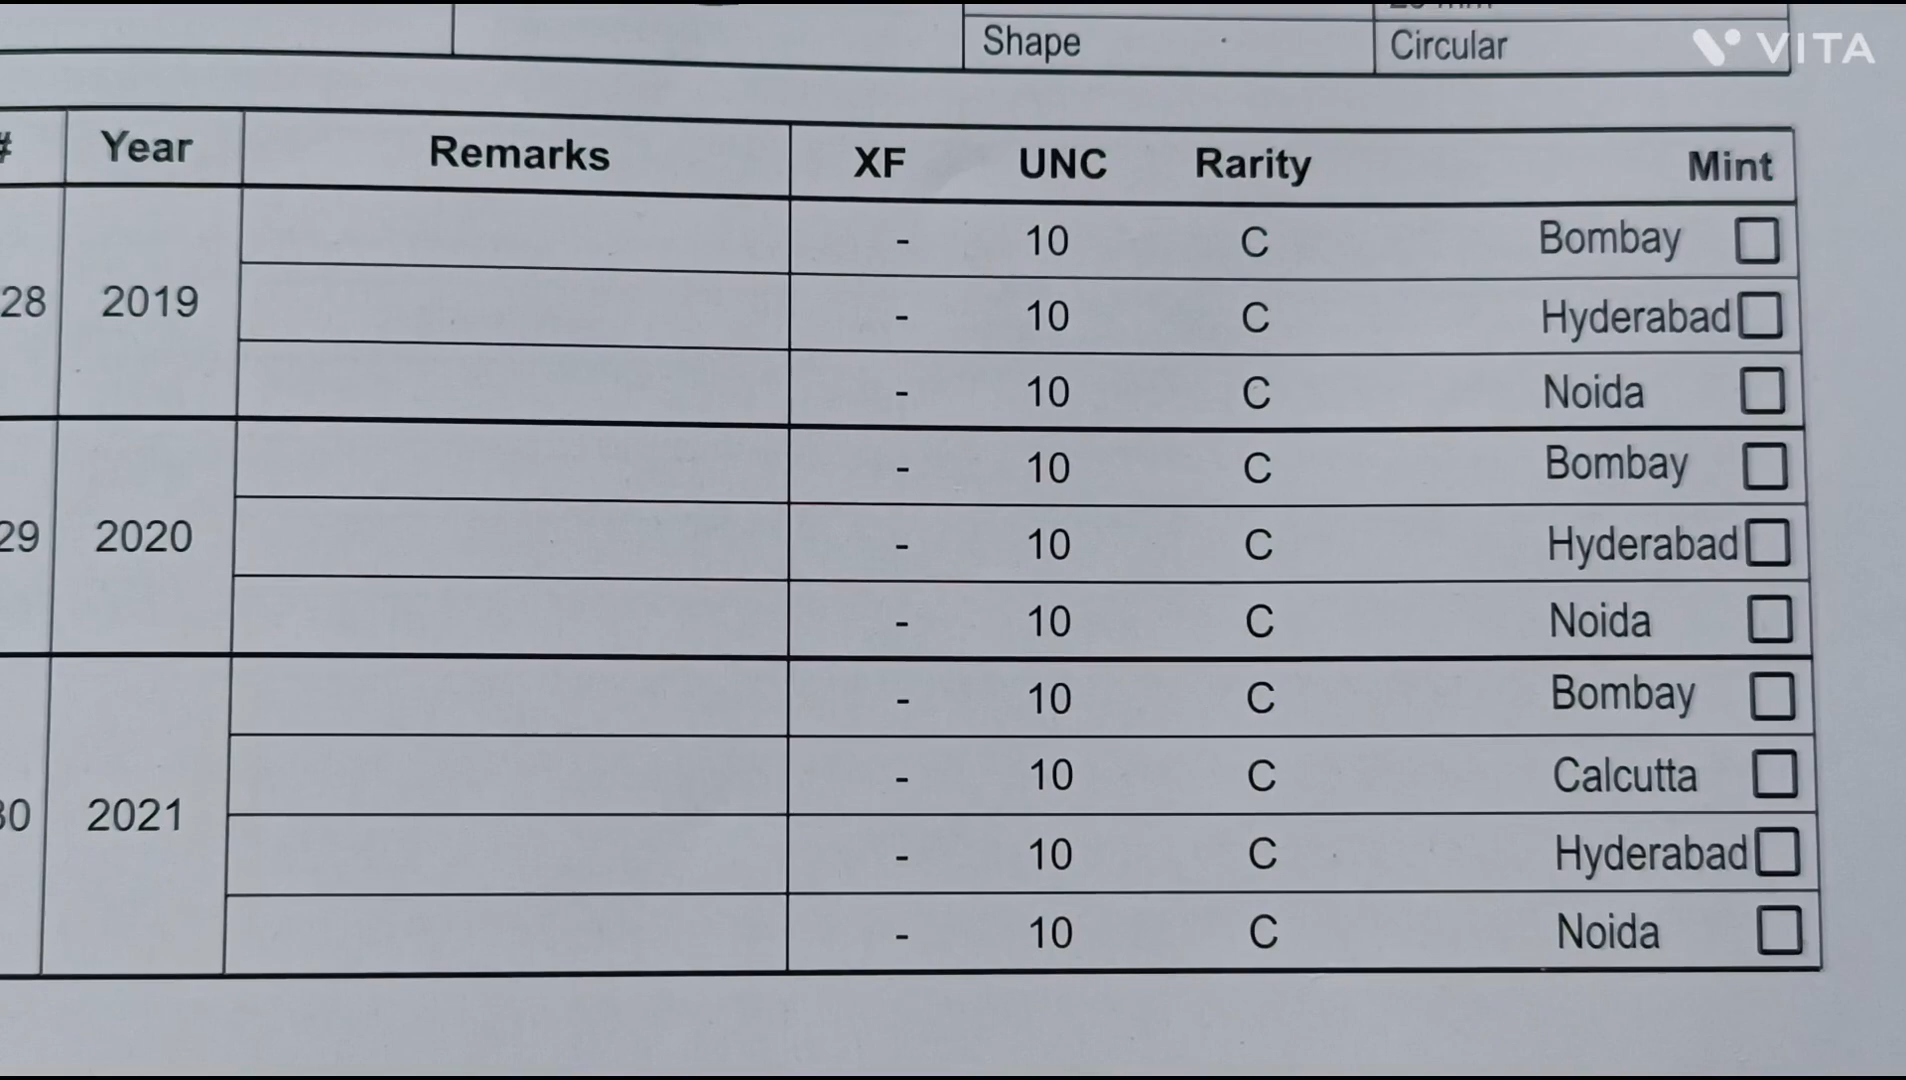 Shape Circular
VITA
# Year Remarks XF UNC Rarity Mint
- 10 C Bombay
28 2019 - 10 C Hyderabad
- 10 C Noida
- 10 C Bombay
29 2020 - 10 C Hyderabad
- 10 C Noida
- 10 C Bombay
- 10 C Calcutta
30 2021 - 10 C Hyderabad
- 10 C Noida